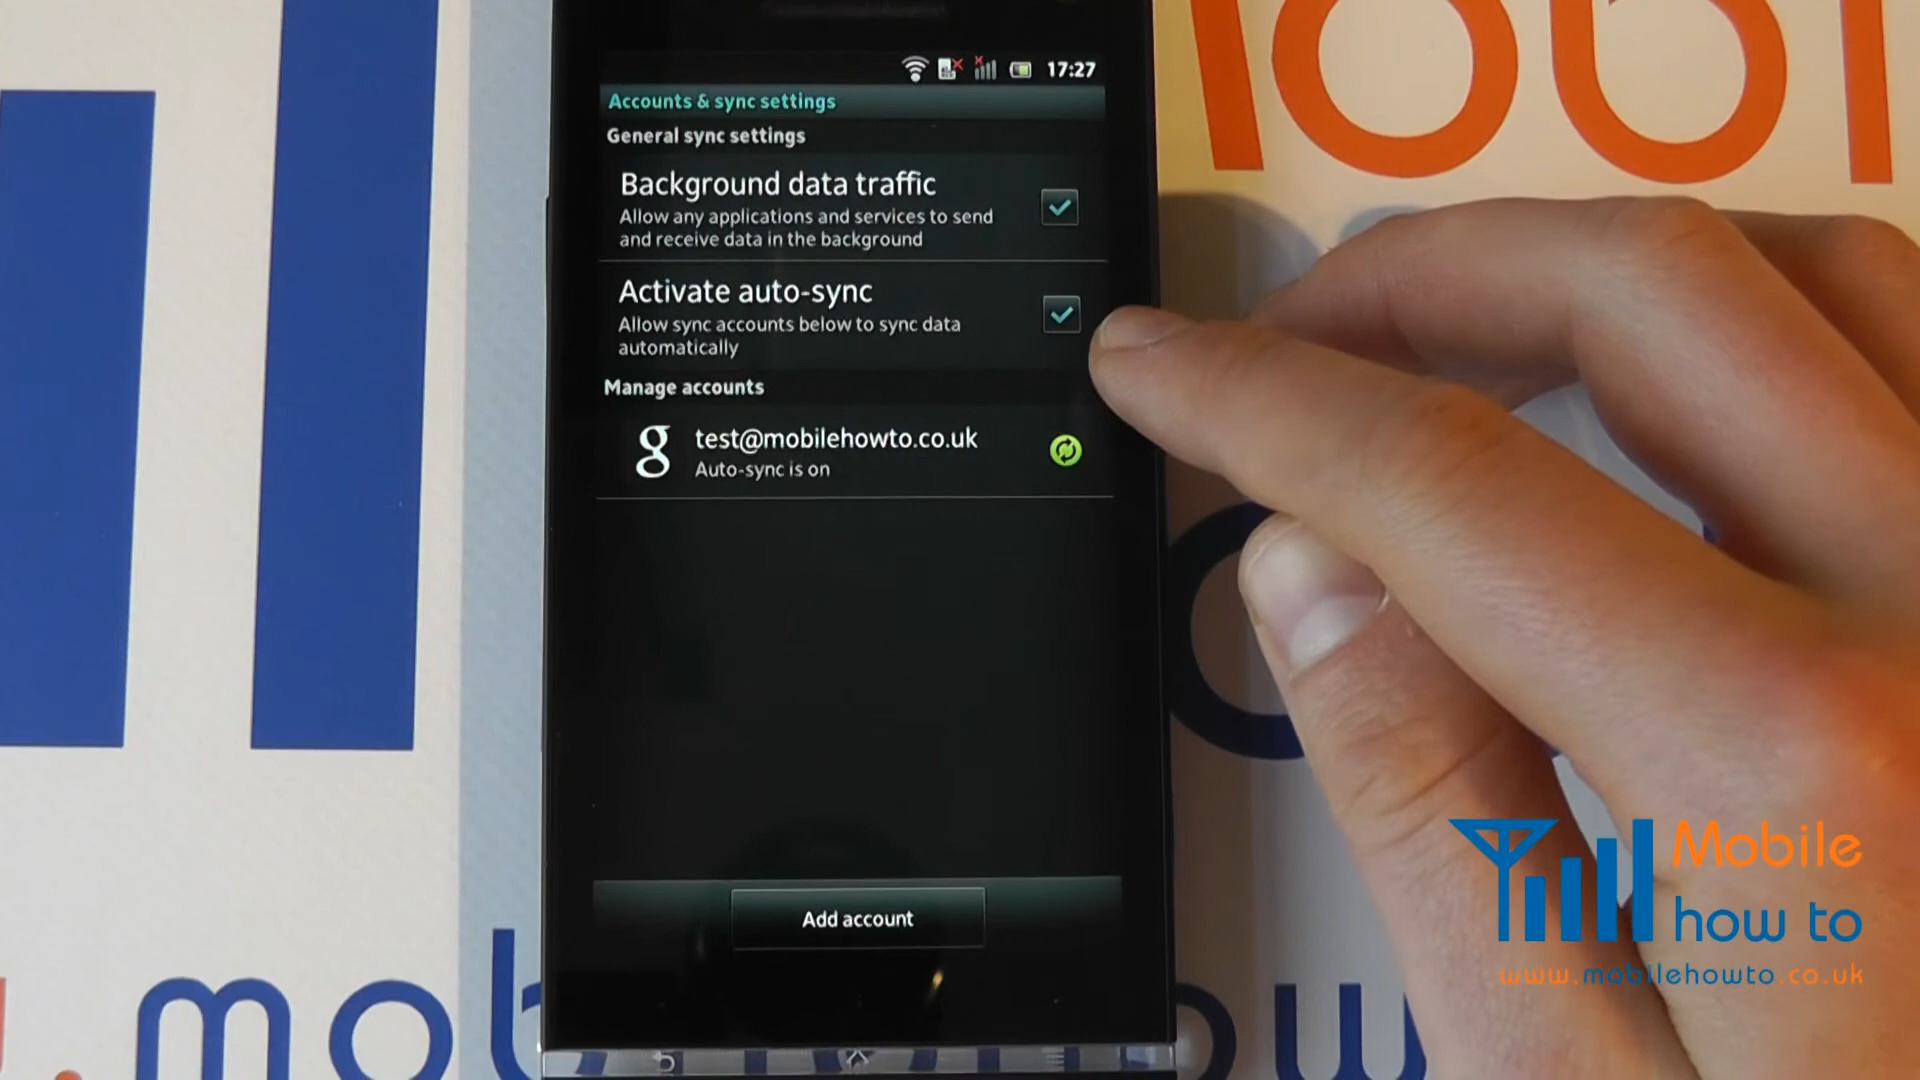 17:27
Accounts & sync settings
General sync settings
Background data traffic
Allow any applications and services to send
and receive data in the background
Activate auto-sync
Allow sync accounts below to sync data
automatically
Manage accounts
g
test@mobilehowto.co.uk
Auto-sync is on
Add account
Mobile
how to
www.mobilehowto.co.uk